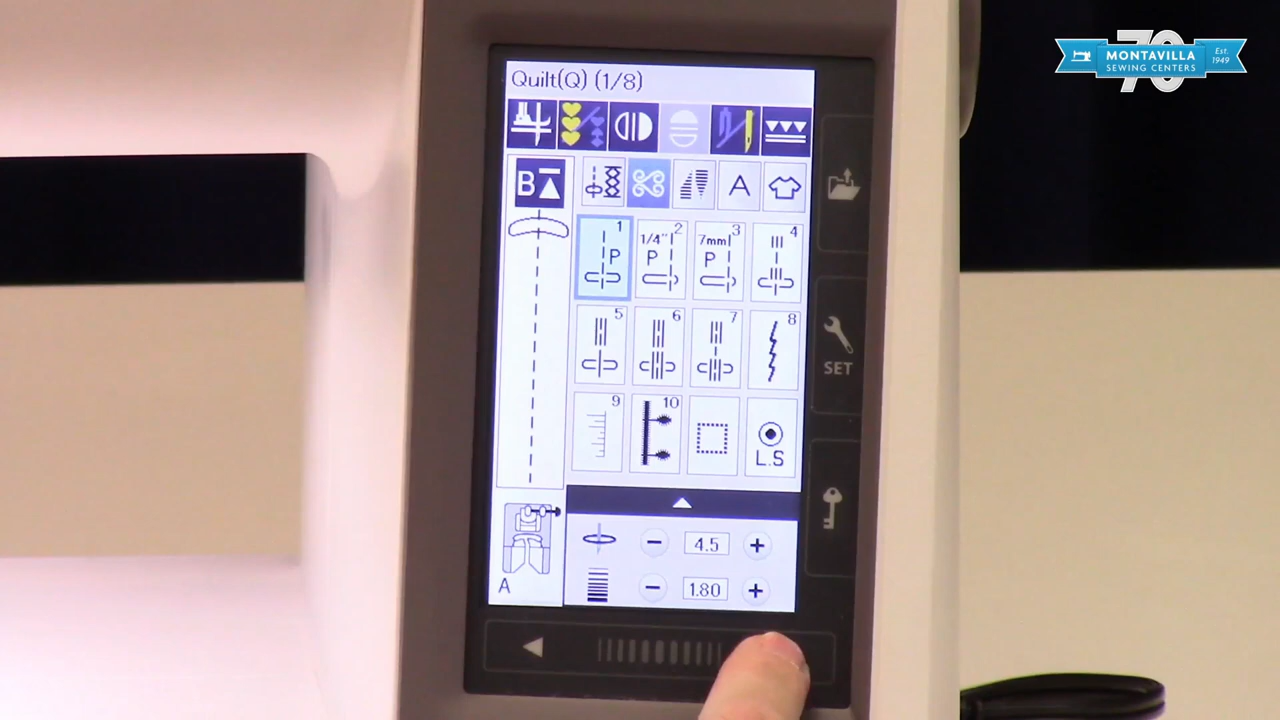 70
MONTAVILLA
SEWING CENTERS
Est.
1949
Quilt(Q) (1/8)
B
A
1
P
2
1/4"
P
3
7mm
P
4
5
6
7
8
9
10
L.S
SET
4.5
1.80
A